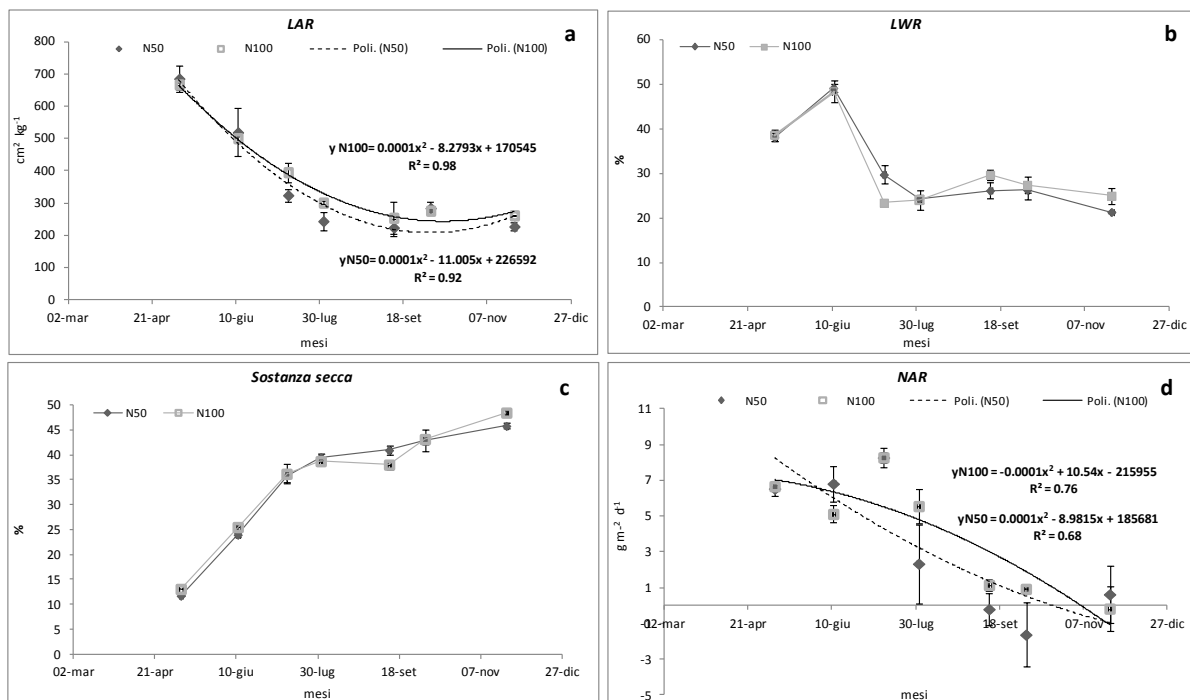 LAR
a
N50 N100 Poli. (N50) Poli. (N100)
800
700
600
500
400
300
200
100
0
cm² kg⁻¹
y N100= 0.0001x² - 8.2793x + 170545
R² = 0.98
yN50= 0.0001x² - 11.005x + 226592
R² = 0.92
02-mar 21-apr 10-giu 30-lug 18-set 07-nov 27-dic
mesi
LWR
b
N50 N100
60
50
40
30
20
10
0
%
02-mar 21-apr 10-giu 30-lug 18-set 07-nov 27-dic
mesi
Sostanza secca
c
N50 N100
50
45
40
35
30
25
20
15
10
5
0
%
02-mar 21-apr 10-giu 30-lug 18-set 07-nov 27-dic
mesi
NAR
d
N50 N100 Poli. (N50) Poli. (N100)
11
9
7
5
3
1
-3
-5
g m⁻² d⁻¹
yN100= -0.0001x² + 10.54x - 215955
R² = 0.76
yN50= 0.0001x² - 8.9815x + 185681
R² = 0.68
02-mar 21-apr 10-giu 30-lug 18-set 07-nov 27-dic
mesi